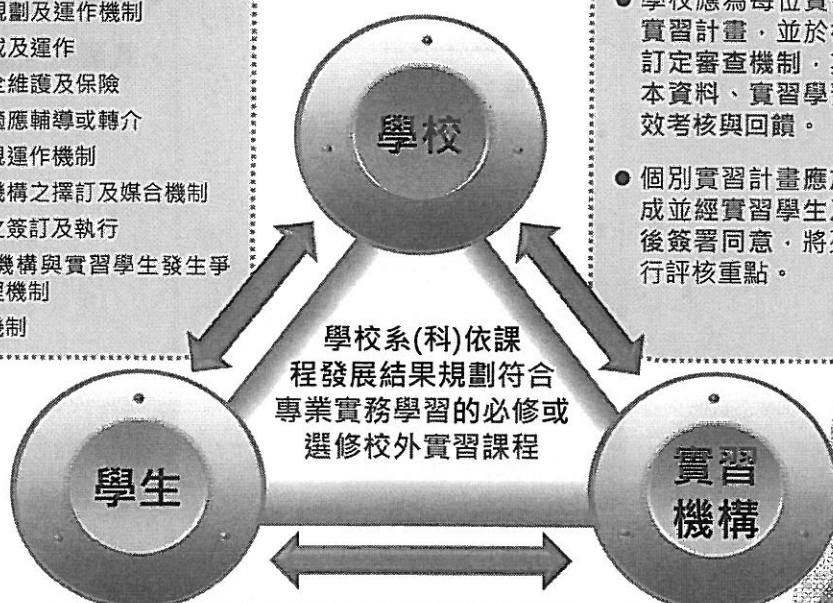 規劃及運作機制
成及運作
全維護及保險
適應輔導或轉介
視運作機制
機構之擇訂及媒合機制
之簽訂及執行
機構與實習學生發生爭
理機制
機制
學校應為每位實
實習計畫，並於
訂定審查機制，
本資料、實習學習
效考核與回饋。
個別實習計畫應
成並經實習學生
後簽署同意，將
行評核重點。
學校
學校系(科)依課
程發展結果規劃符合
專業實務學習的必修或
選修校外實習課程
學生
實習
機構